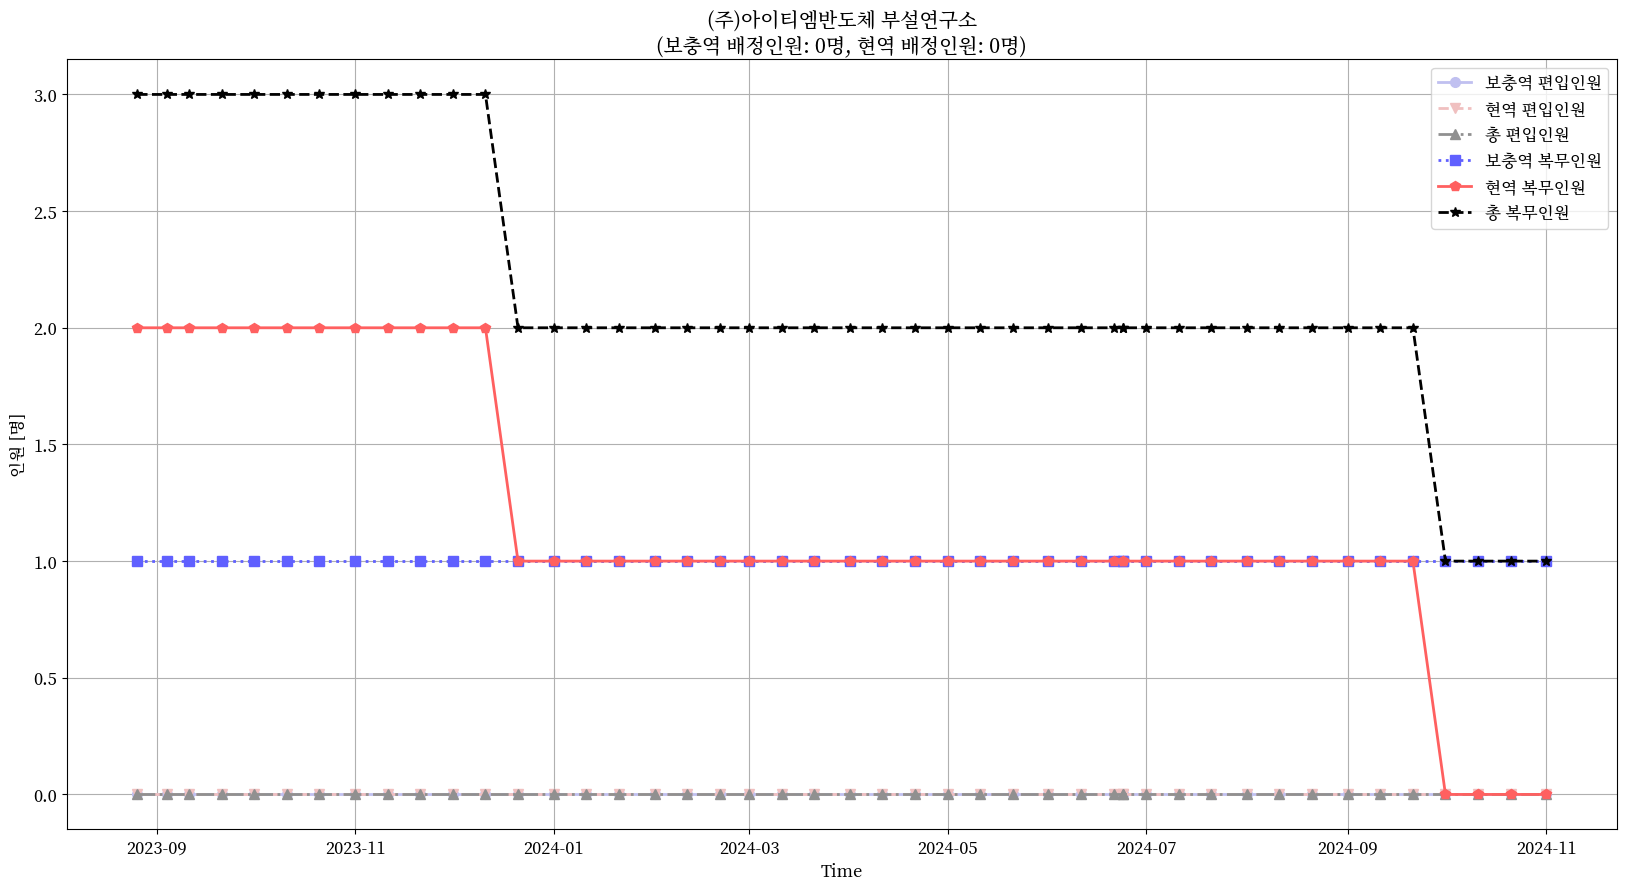 (주)아이티엠반도체 부설연구소
(보충역 배정인원: 0명, 현역 배정인원: 0명)
보충역 편입인원
현역 편입인원
총 편입인원
보충역 복무인원
현역 복무인원
총 복무인원
인원 [명]
3.0
2.5
2.0
1.5
1.0
0.5
0.0
2023-09
2023-11
2024-01
2024-03
2024-05
2024-07
2024-09
2024-11
Time